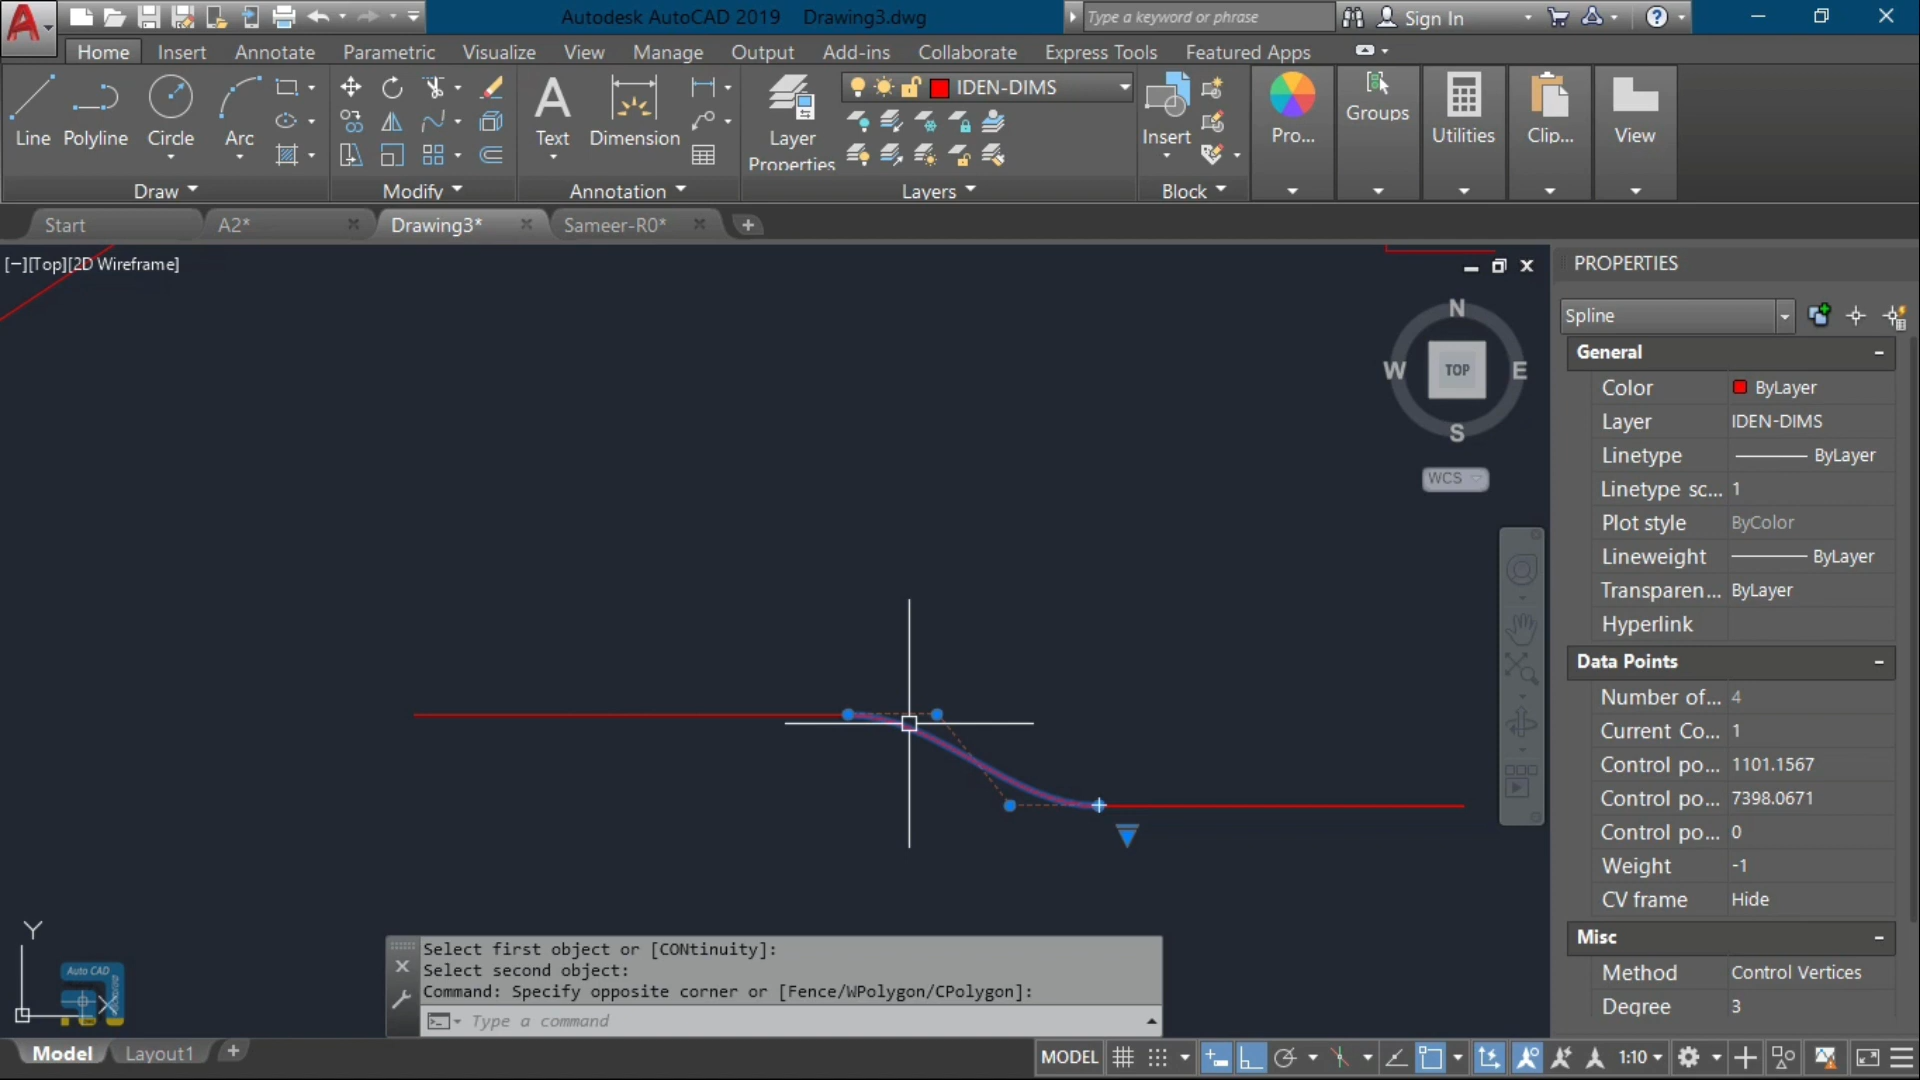 Autodesk AutoCAD 2019 Drawing3.dwg
Type a keyword or phrase
Sign In
Home Insert Annotate Parametric Visualize View Manage Output Add-ins Collaborate Express Tools Featured Apps
Line Polyline Circle Arc
Text Dimension
Layer
Properties
IDEN-DIMS
Insert
Pro...
Groups
Utilities
Clip...
View
Draw Modify Annotation Layers Block
Start A2* Drawing3* Sameer-R0*
[−][Top][2D Wireframe]
N
W TOP E
S
WCS
PROPERTIES
Spline
General
Color ByLayer
Layer IDEN-DIMS
Linetype ByLayer
Linetype sc... 1
Plot style ByColor
Lineweight ByLayer
Transparen... ByLayer
Hyperlink
Data Points
Number of... 4
Current Co... 1
Control po... 1101.1567
Control po... 7398.0671
Control po... 0
Weight -1
CV frame Hide
Misc
Method Control Vertices
Degree 3
Y
X
Auto CAD
Select first object or [CONtinuity]:
Select second object:
Command: Specify opposite corner or [Fence/WPolygon/CPolygon]:
Type a command
Model Layout1
MODEL 1:10